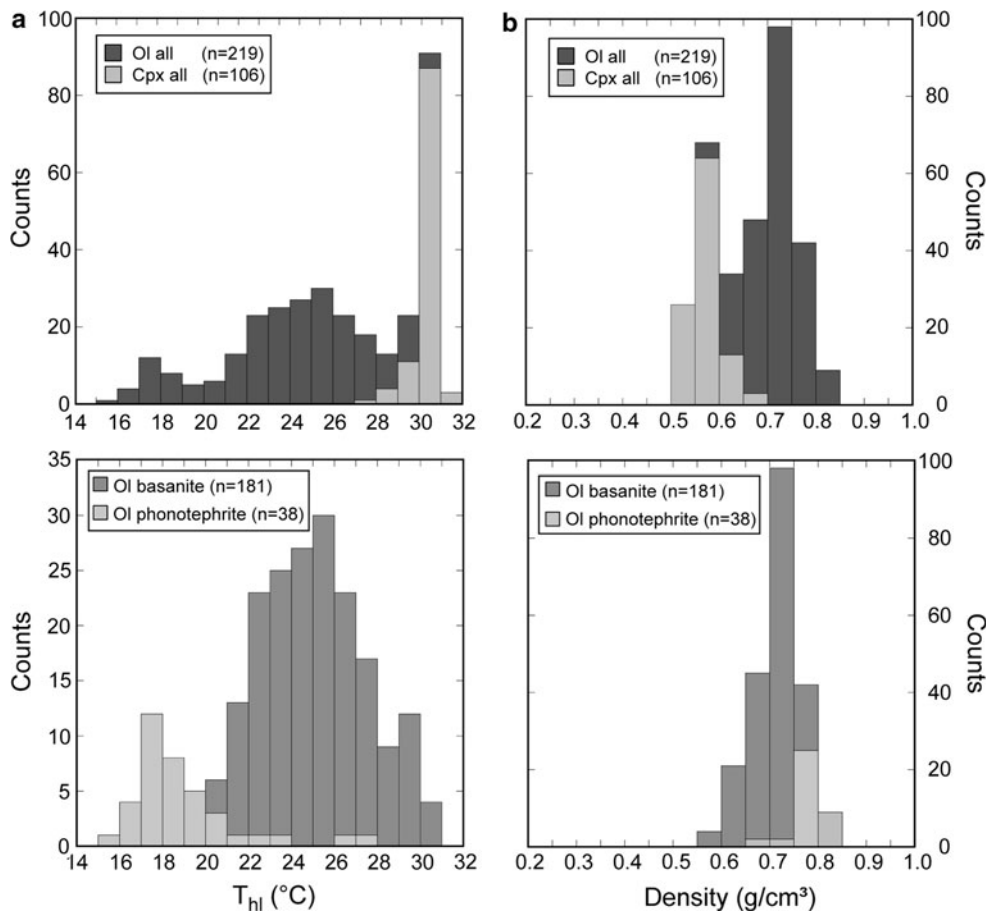 a
b
Ol all (n=219)
Cpx all (n=106)
Ol all (n=219)
Cpx all (n=106)
100
80
60
40
20
0
Counts
14 16 18 20 22 24 26 28 30 32
100
80
60
40
20
0
Counts
0.2 0.3 0.4 0.5 0.6 0.7 0.8 0.9 1.0
Ol basanite (n=181)
Ol phonotephrite (n=38)
Ol basanite (n=181)
Ol phonotephrite (n=38)
35
30
25
20
15
10
5
0
Counts
14 16 18 20 22 24 26 28 30 32
Thl (°C)
100
80
60
40
20
0
Counts
0.2 0.3 0.4 0.5 0.6 0.7 0.8 0.9 1.0
Density (g/cm³)